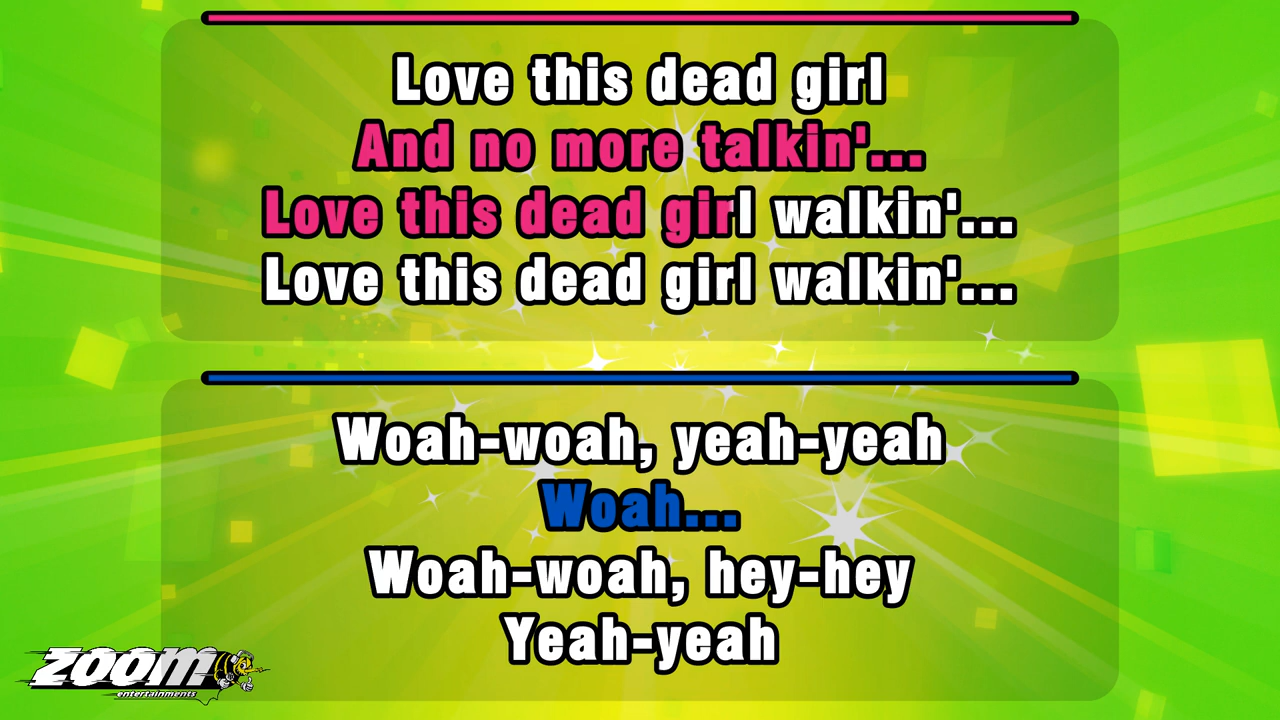 Love this dead girl
And no more talkin'...
Love this dead girl walkin'...
Love this dead girl walkin'...
Woah-woah, yeah-yeah
Woah...
Woah-woah, hey-hey
Yeah-yeah
zoom
entertainments